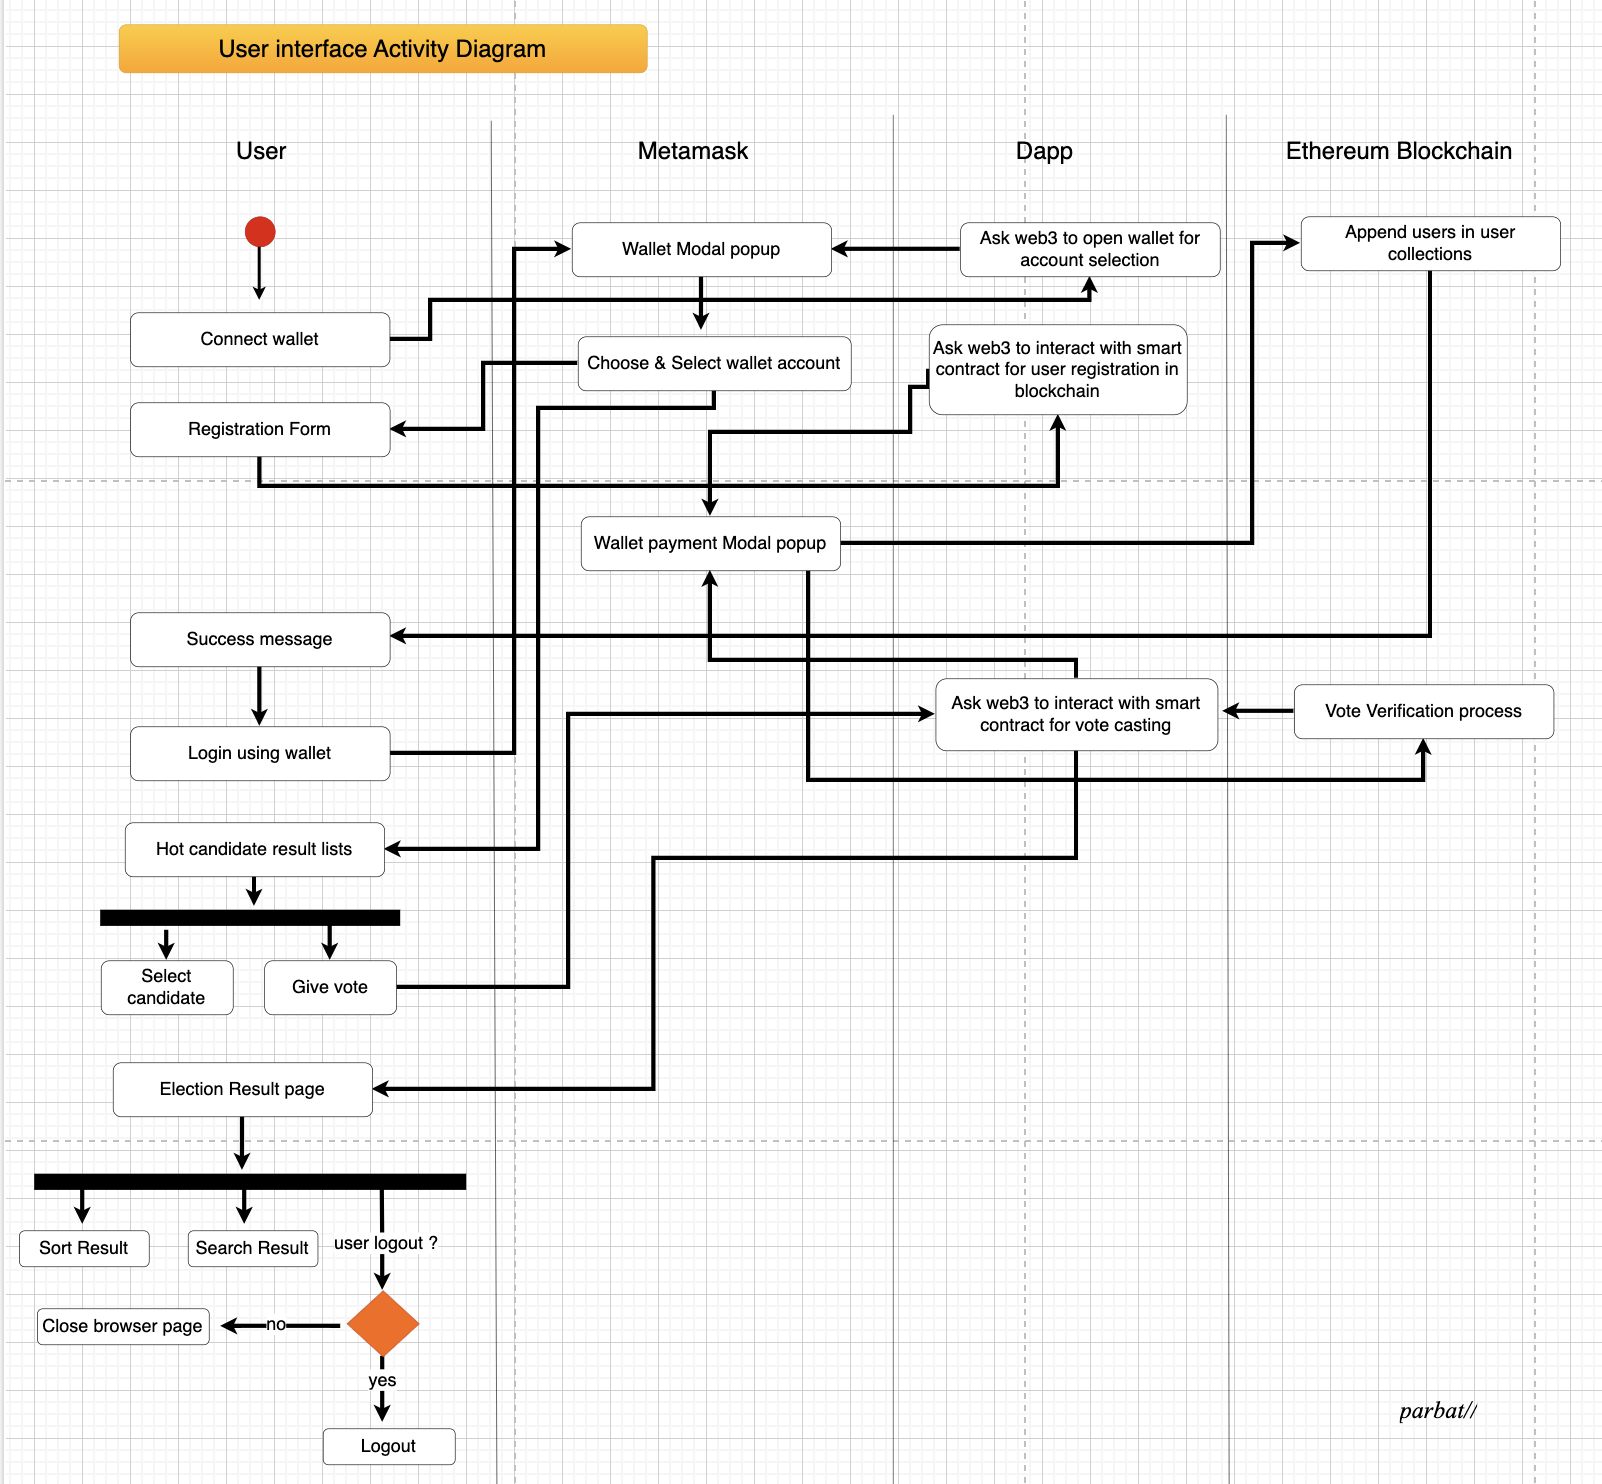 User interface Activity Diagram
User
Metamask
Dapp
Ethereum Blockchain
Wallet Modal popup
Ask web3 to open wallet for
account selection
Append users in user
collections
Connect wallet
Choose & Select wallet account
Ask web3 to interact with smart
contract for user registration in
blockchain
Registration Form
Wallet payment Modal popup
Success message
Ask web3 to interact with smart
contract for vote casting
Vote Verification process
Login using wallet
Hot candidate result lists
Select
candidate
Give vote
Election Result page
Sort Result
Search Result
user logout ?
Close browser page
no
yes
Logout
parbat//